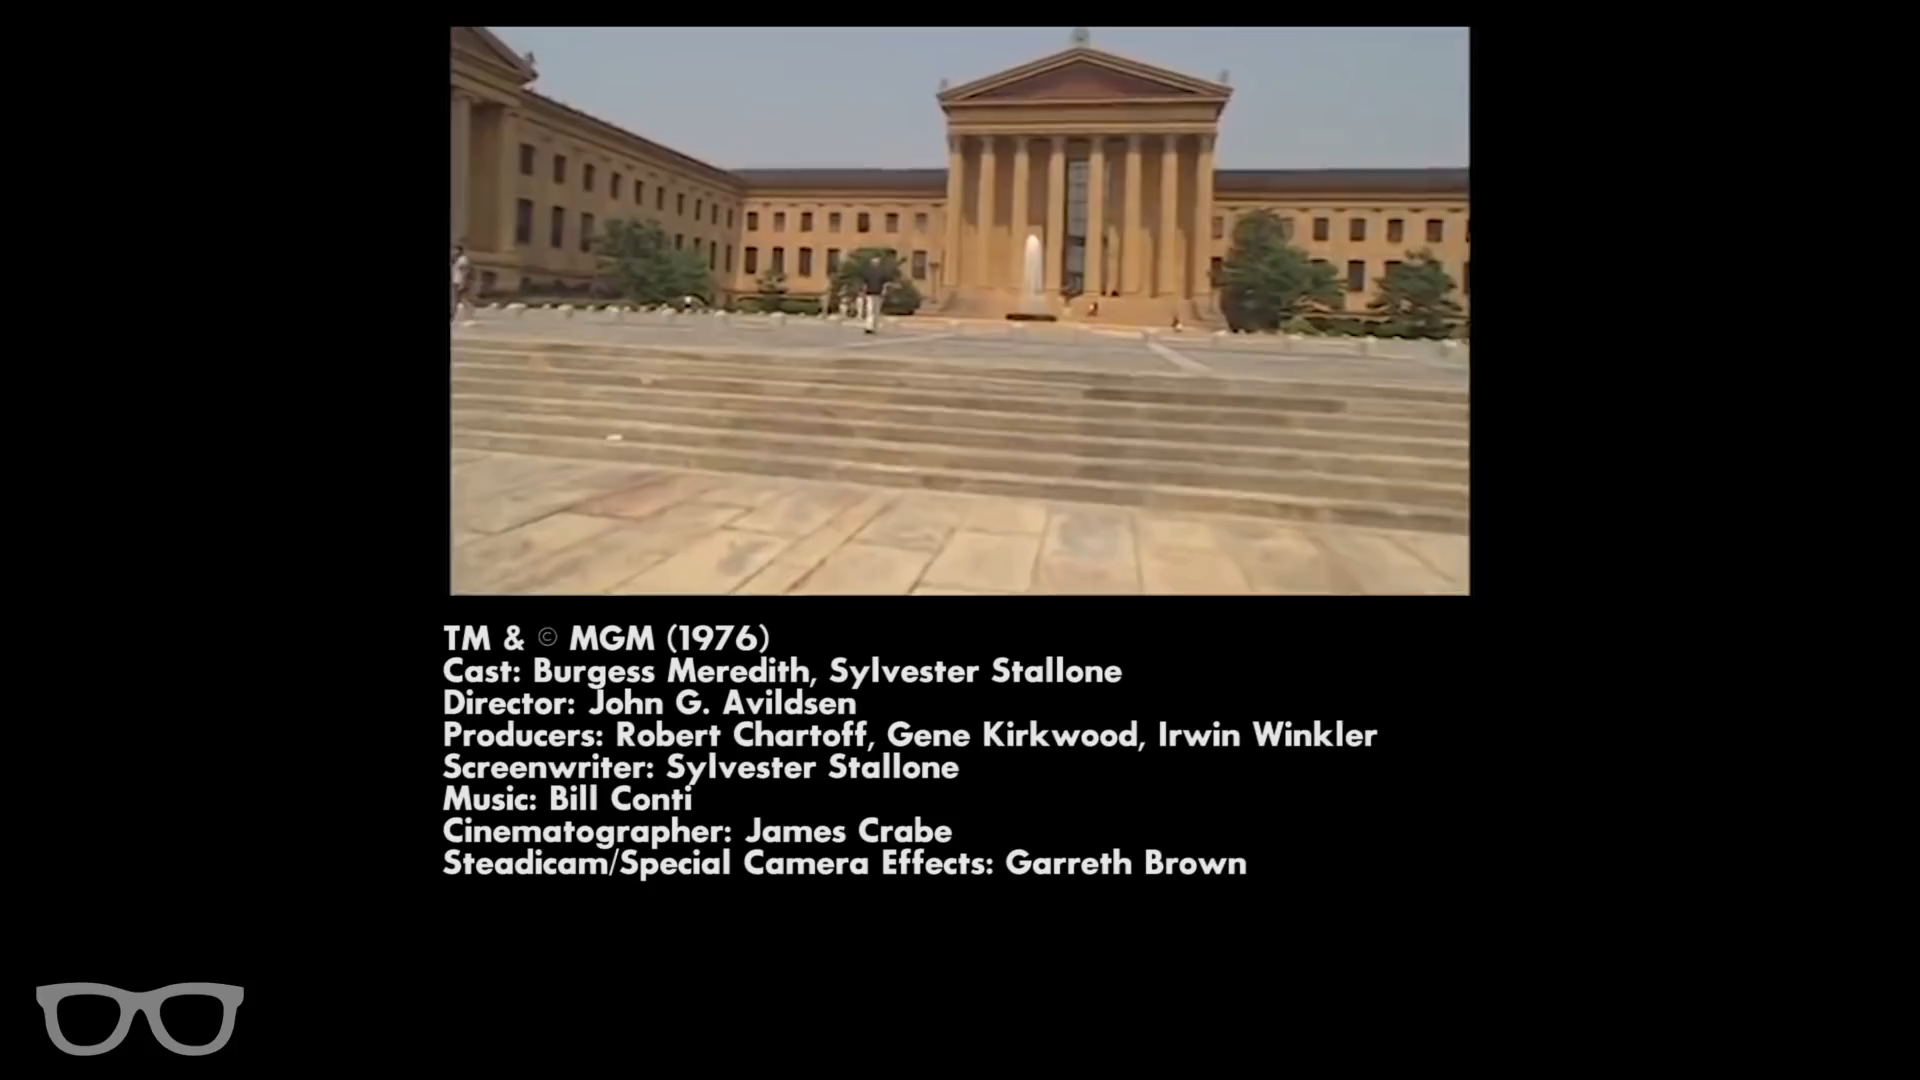 TM & © MGM (1976)
Cast: Burgess Meredith, Sylvester Stallone
Director: John G. Avildsen
Producers: Robert Chartoff, Gene Kirkwood, Irwin Winkler
Screenwriter: Sylvester Stallone
Music: Bill Conti
Cinematographer: James Crabe
Steadicam/Special Camera Effects: Garreth Brown